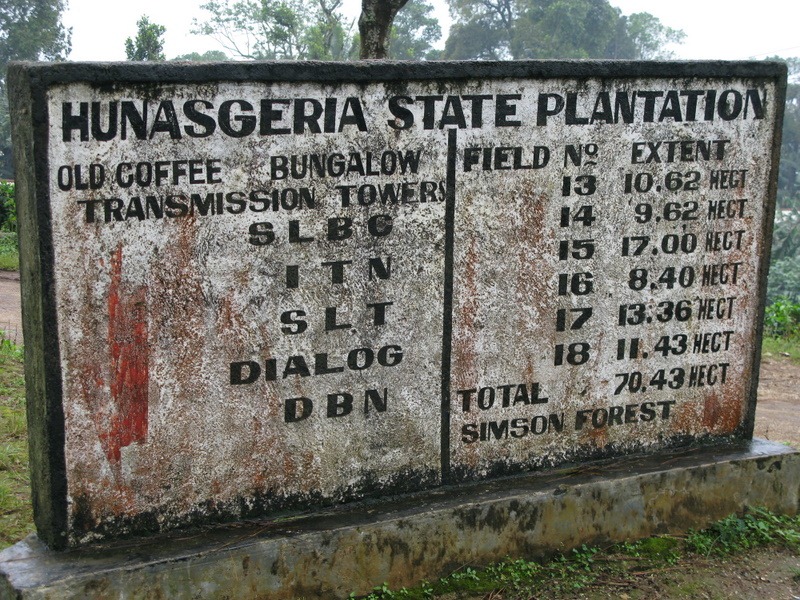 HUNASGERIA STATE PLANTATION
OLD COFFEE BUNGALOW
TRANSMISSION TOWERS
SLBC
ITN
SLT
DIALOG
DBN
FIELD Nº EXTENT
13 10.62 HECT
14 9.62 HECT
15 17.00 HECT
16 8.40 HECT
17 13.36 HECT
18 11.43 HECT
TOTAL 70.43 HECT
SIMSON FOREST